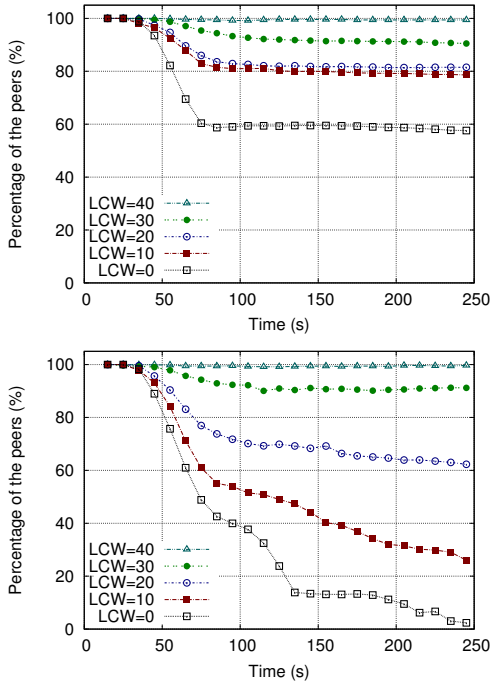 Percentage of the peers (%)
100
80
60
40
20
0
LCW=40
LCW=30
LCW=20
LCW=10
LCW=0
0 50 100 150 200 250
Time (s)
Percentage of the peers (%)
100
80
60
40
20
0
LCW=40
LCW=30
LCW=20
LCW=10
LCW=0
0 50 100 150 200 250
Time (s)